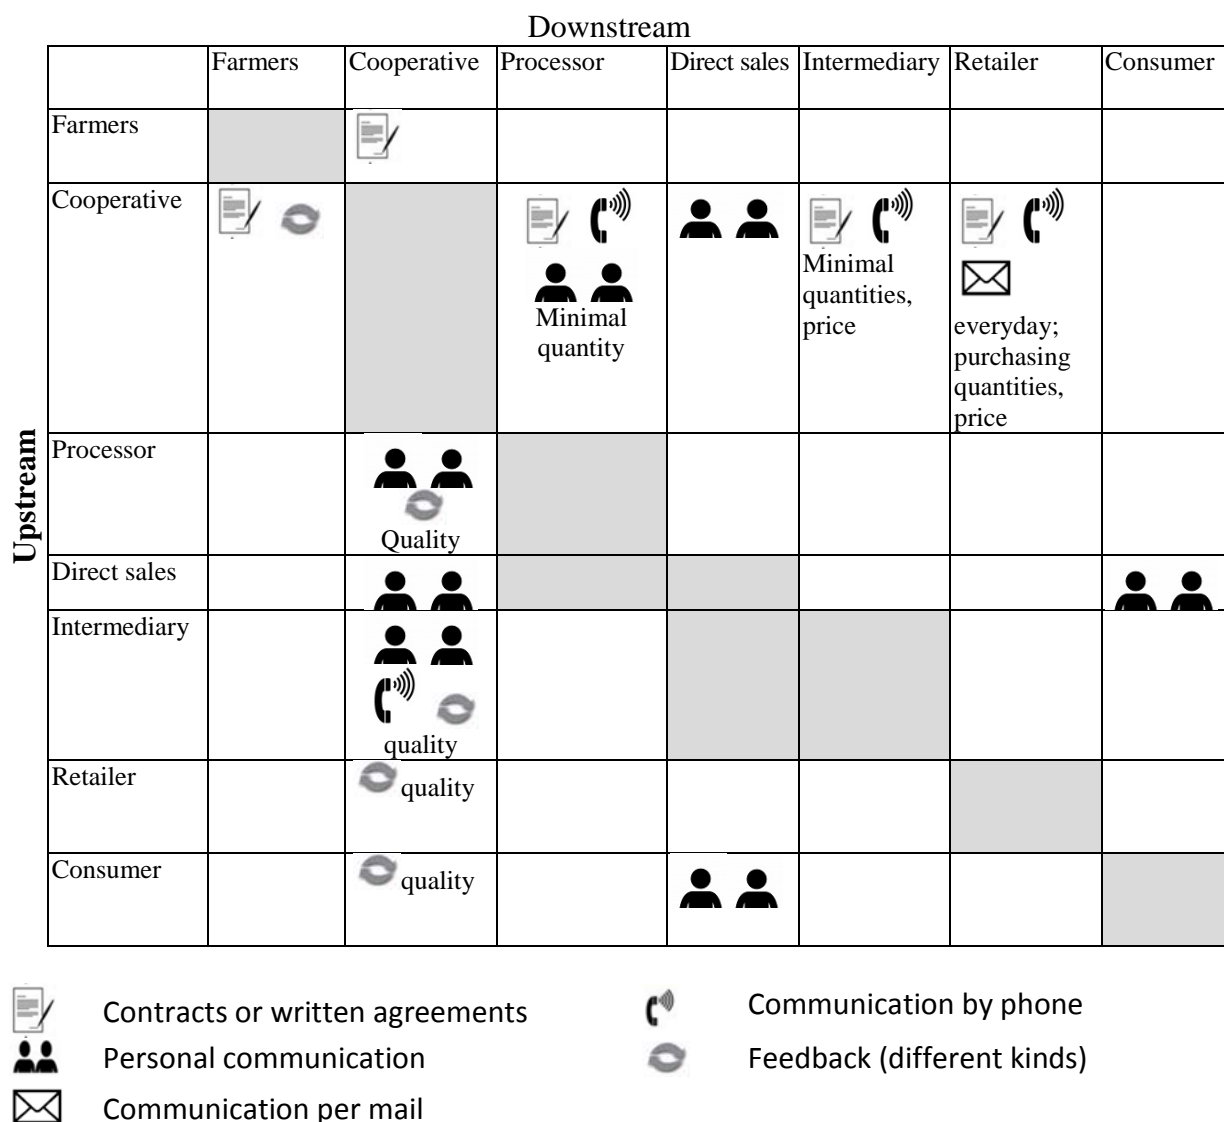 Downstream
Farmers Cooperative Processor Direct sales Intermediary Retailer Consumer
Upstream
Farmers
Cooperative
Minimal
quantity
Minimal
quantities,
price
everyday;
purchasing
quantities,
price
Processor
Quality
Direct sales
Intermediary
quality
Retailer
quality
Consumer
quality
Contracts or written agreements
Communication by phone
Personal communication
Feedback (different kinds)
Communication per mail